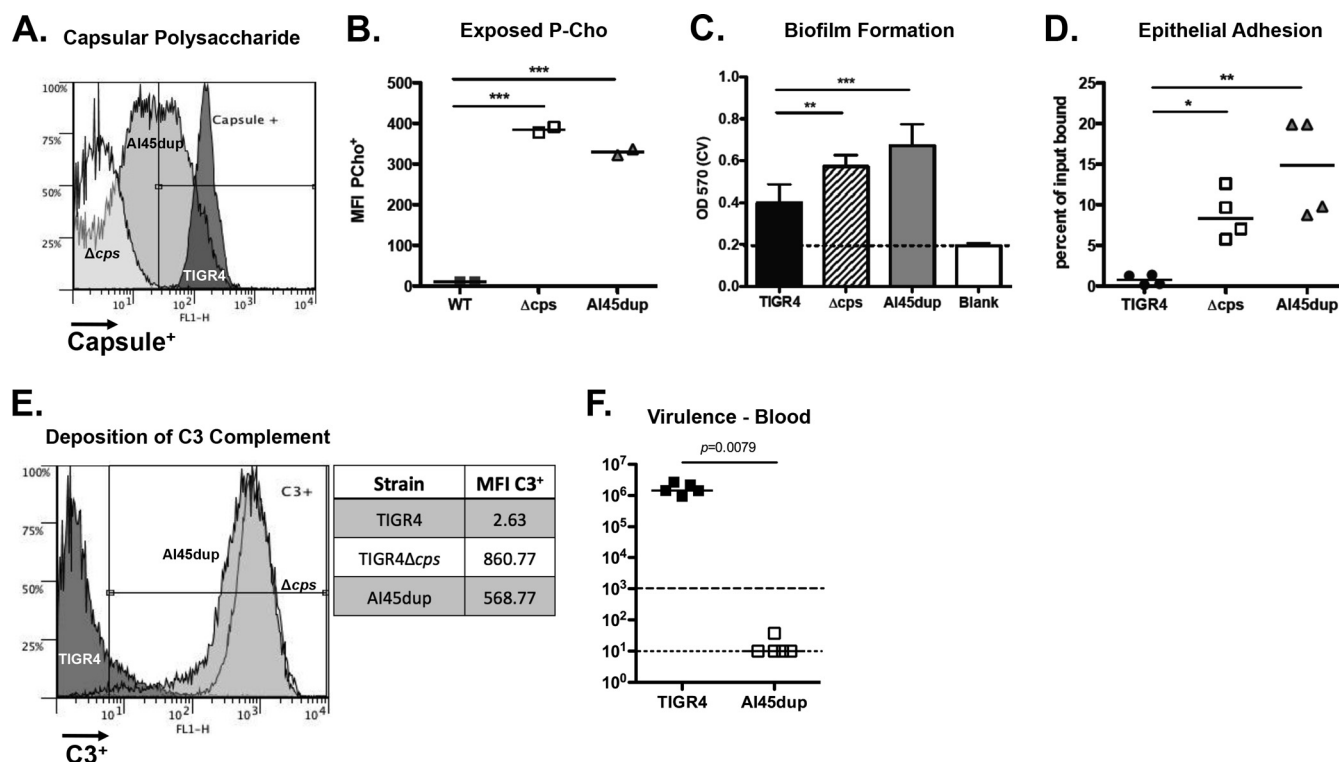 A.
Capsular Polysaccharide
100%
75%
50%
25%
Capsule +
AI45dup
Δcps
TIGR4
10¹ 10² 10³ 10⁴
FL1-H
Capsule⁺
B.
Exposed P-Cho
***
***
MFI PCho⁺
500
400
300
200
100
0
WT Δcps AI45dup
C.
Biofilm Formation
***
**
OD 570 (CV)
1.0
0.8
0.6
0.4
0.2
0.0
TIGR4 Δcps AI45dup Blank
D.
Epithelial Adhesion
**
*
percent of input bound
25
20
15
10
5
0
TIGR4 Δcps AI45dup
E.
Deposition of C3 Complement
100%
75%
50%
25%
C3+
AI45dup
Δcps
TIGR4
10¹ 10² 10³ 10⁴
FL1-H
C3⁺
Strain MFI C3⁺
TIGR4 2.63
TIGR4Δcps 860.77
AI45dup 568.77
F.
Virulence - Blood
p=0.0079
10⁷
10⁶
10⁵
10⁴
10³
10²
10¹
10⁰
TIGR4 AI45dup